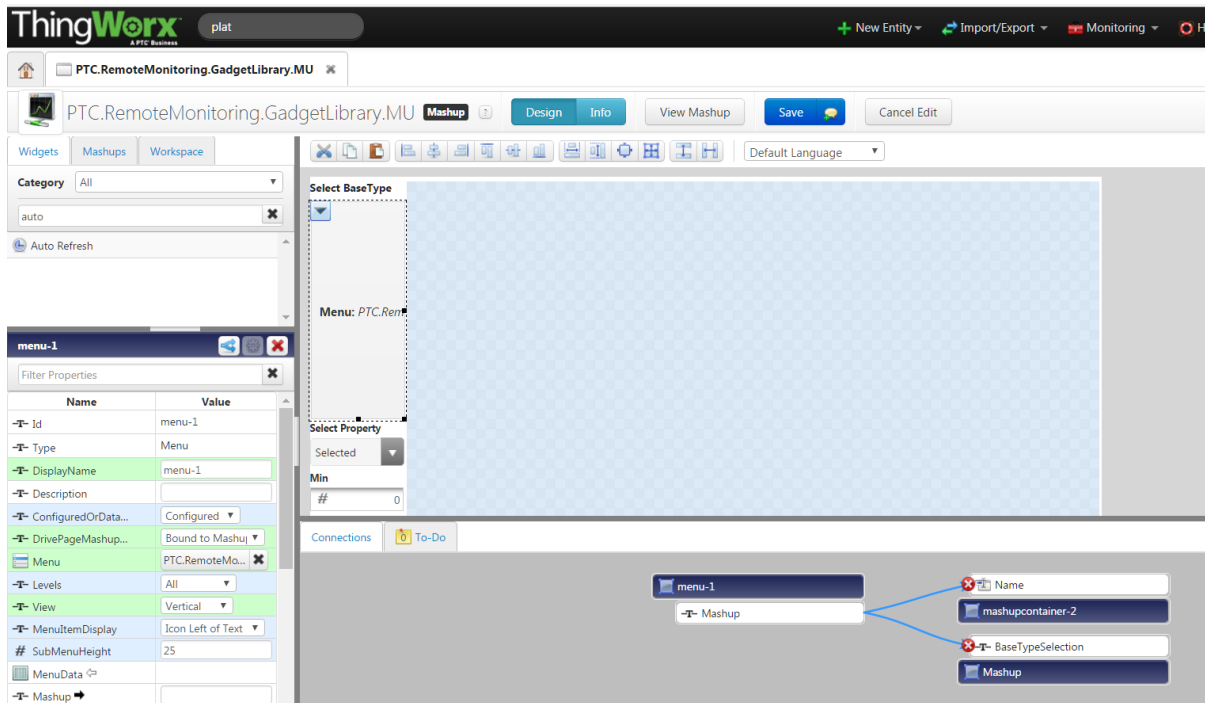 ThingWorx
A PTC Business
plat
New Entity
Import/Export
Monitoring
H
PTC.RemoteMonitoring.GadgetLibrary.MU
PTC.RemoteMonitoring.GadgetLibrary.MU Mashup Design Info View Mashup Save Cancel Edit
Widgets Mashups Workspace
Default Language
Category All
auto
Auto Refresh
menu-1
Filter Properties
Name Value
-T- Id menu-1
-T- Type Menu
-T- DisplayName menu-1
-T- Description
-T- ConfiguredOrData... Configured
-T- DrivePageMashup... Bound to Mashu
Menu PTC.RemoteMo...
-T- Levels All
-T- View Vertical
-T- MenuItemDisplay Icon Left of Text
# SubMenuHeight 25
MenuData
-T- Mashup
Select BaseType
Menu: PTC.Rem
Select Property
Selected
Min
# 0
Connections 0 To-Do
menu-1
-T- Mashup
Name
mashupcontainer-2
-T- BaseTypeSelection
Mashup